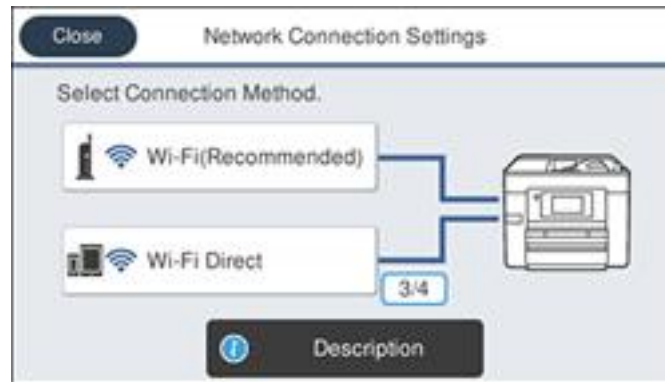 Close
Network Connection Settings
Select Connection Method.
Wi-Fi(Recommended)
Wi-Fi Direct
3/4
i
Description